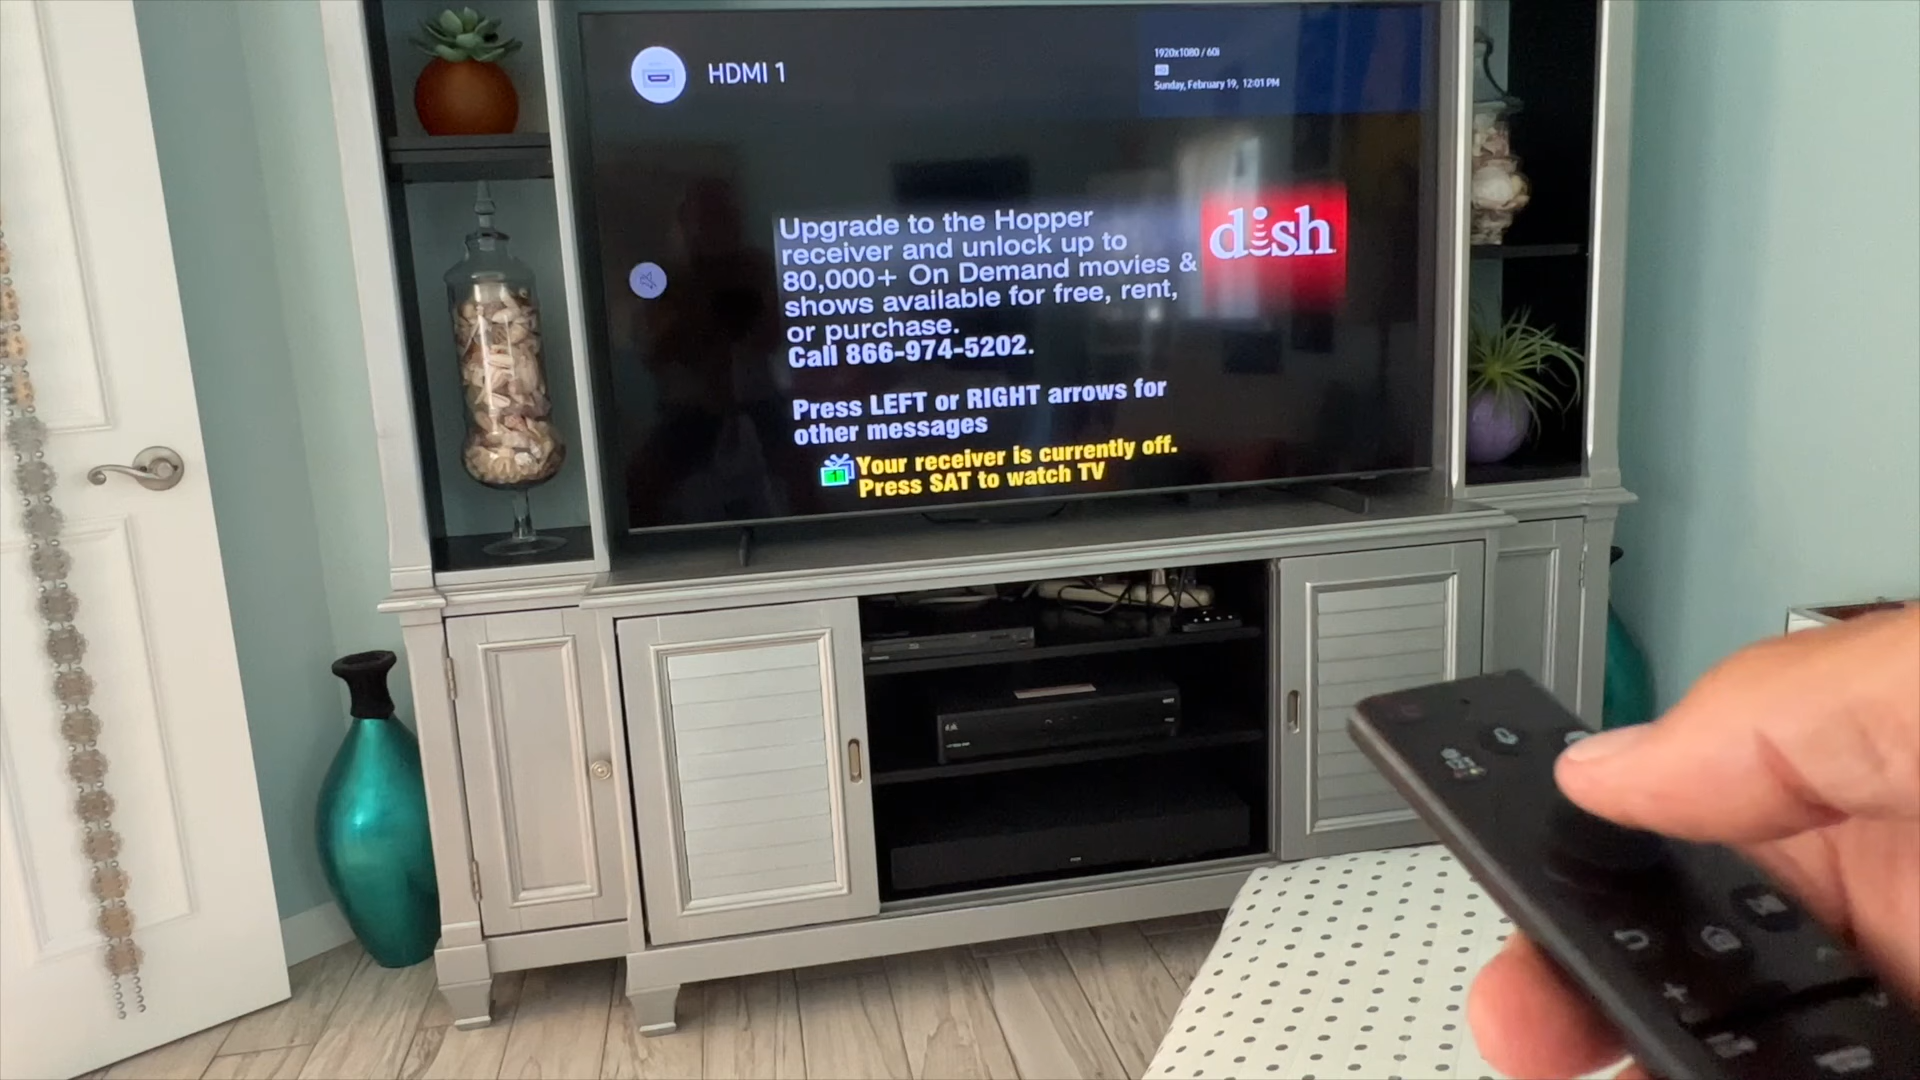 HDMI 1
1920x1080 / 60i
HD
Sunday, February 19, 12:01 PM
Upgrade to the Hopper
receiver and unlock up to
80,000+ On Demand movies &
shows available for free, rent,
or purchase.
Call 866-974-5202.
dish
Press LEFT or RIGHT arrows for
other messages
Your receiver is currently off.
Press SAT to watch TV